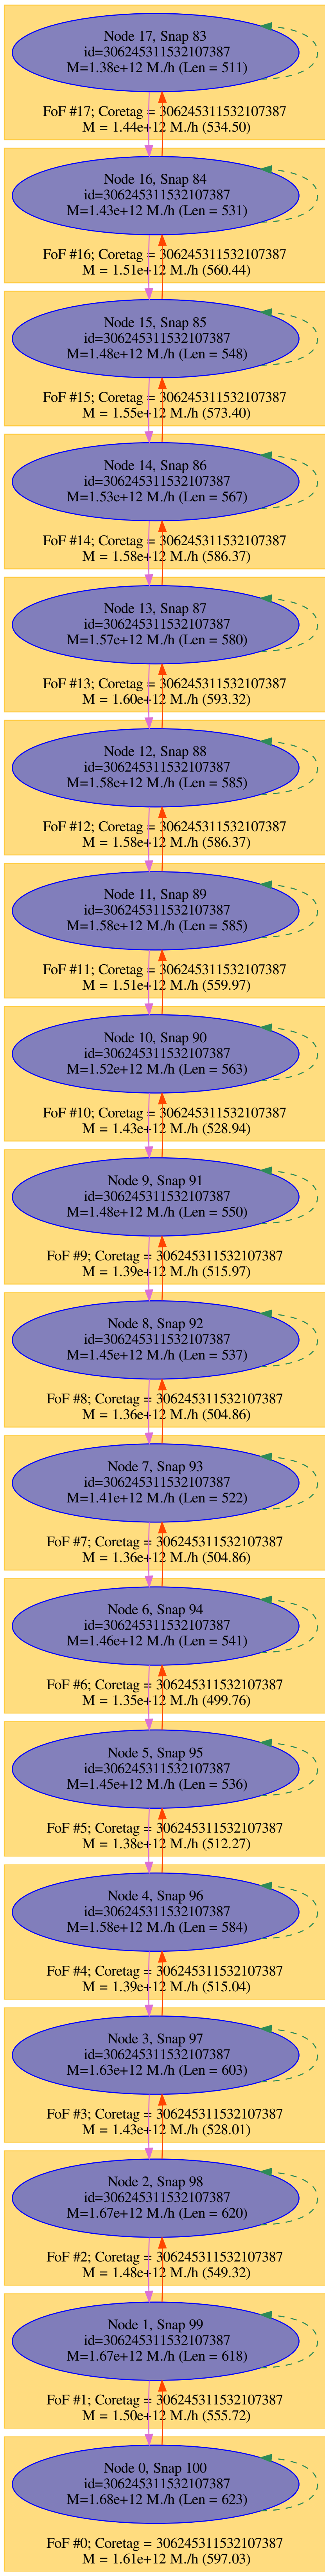 Node 17, Snap 83
id=306245311532107387
M=1.38e+12 M./h (Len = 511)
FoF #17; Coretag = 306245311532107387
M = 1.44e+12 M./h (534.50)
Node 16, Snap 84
id=306245311532107387
M=1.43e+12 M./h (Len = 531)
FoF #16; Coretag = 306245311532107387
M = 1.51e+12 M./h (560.44)
Node 15, Snap 85
id=306245311532107387
M=1.48e+12 M./h (Len = 548)
FoF #15; Coretag = 306245311532107387
M = 1.55e+12 M./h (573.40)
Node 14, Snap 86
id=306245311532107387
M=1.53e+12 M./h (Len = 567)
FoF #14; Coretag = 306245311532107387
M = 1.58e+12 M./h (586.37)
Node 13, Snap 87
id=306245311532107387
M=1.57e+12 M./h (Len = 580)
FoF #13; Coretag = 306245311532107387
M = 1.60e+12 M./h (593.32)
Node 12, Snap 88
id=306245311532107387
M=1.58e+12 M./h (Len = 585)
FoF #12; Coretag = 306245311532107387
M = 1.58e+12 M./h (586.37)
Node 11, Snap 89
id=306245311532107387
M=1.58e+12 M./h (Len = 585)
FoF #11; Coretag = 306245311532107387
M = 1.51e+12 M./h (559.97)
Node 10, Snap 90
id=306245311532107387
M=1.52e+12 M./h (Len = 563)
FoF #10; Coretag = 306245311532107387
M = 1.43e+12 M./h (528.94)
Node 9, Snap 91
id=306245311532107387
M=1.48e+12 M./h (Len = 550)
FoF #9; Coretag = 306245311532107387
M = 1.39e+12 M./h (515.97)
Node 8, Snap 92
id=306245311532107387
M=1.45e+12 M./h (Len = 537)
FoF #8; Coretag = 306245311532107387
M = 1.36e+12 M./h (504.86)
Node 7, Snap 93
id=306245311532107387
M=1.41e+12 M./h (Len = 522)
FoF #7; Coretag = 306245311532107387
M = 1.36e+12 M./h (504.86)
Node 6, Snap 94
id=306245311532107387
M=1.46e+12 M./h (Len = 541)
FoF #6; Coretag = 306245311532107387
M = 1.35e+12 M./h (499.76)
Node 5, Snap 95
id=306245311532107387
M=1.45e+12 M./h (Len = 536)
FoF #5; Coretag = 306245311532107387
M = 1.38e+12 M./h (512.27)
Node 4, Snap 96
id=306245311532107387
M=1.58e+12 M./h (Len = 584)
FoF #4; Coretag = 306245311532107387
M = 1.39e+12 M./h (515.04)
Node 3, Snap 97
id=306245311532107387
M=1.63e+12 M./h (Len = 603)
FoF #3; Coretag = 306245311532107387
M = 1.43e+12 M./h (528.01)
Node 2, Snap 98
id=306245311532107387
M=1.67e+12 M./h (Len = 620)
FoF #2; Coretag = 306245311532107387
M = 1.48e+12 M./h (549.32)
Node 1, Snap 99
id=306245311532107387
M=1.67e+12 M./h (Len = 618)
FoF #1; Coretag = 306245311532107387
M = 1.50e+12 M./h (555.72)
Node 0, Snap 100
id=306245311532107387
M=1.68e+12 M./h (Len = 623)
FoF #0; Coretag = 306245311532107387
M = 1.61e+12 M./h (597.03)